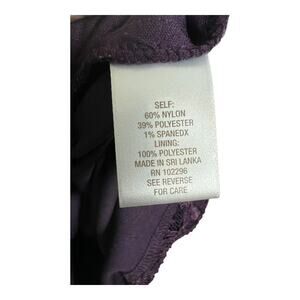 SELF:
60% NYLON
39% POLYESTER
1% SPANEDX
LINING:
100% POLYESTER
MADE IN SRI LANKA
RN 102296
SEE REVERSE
FOR CARE